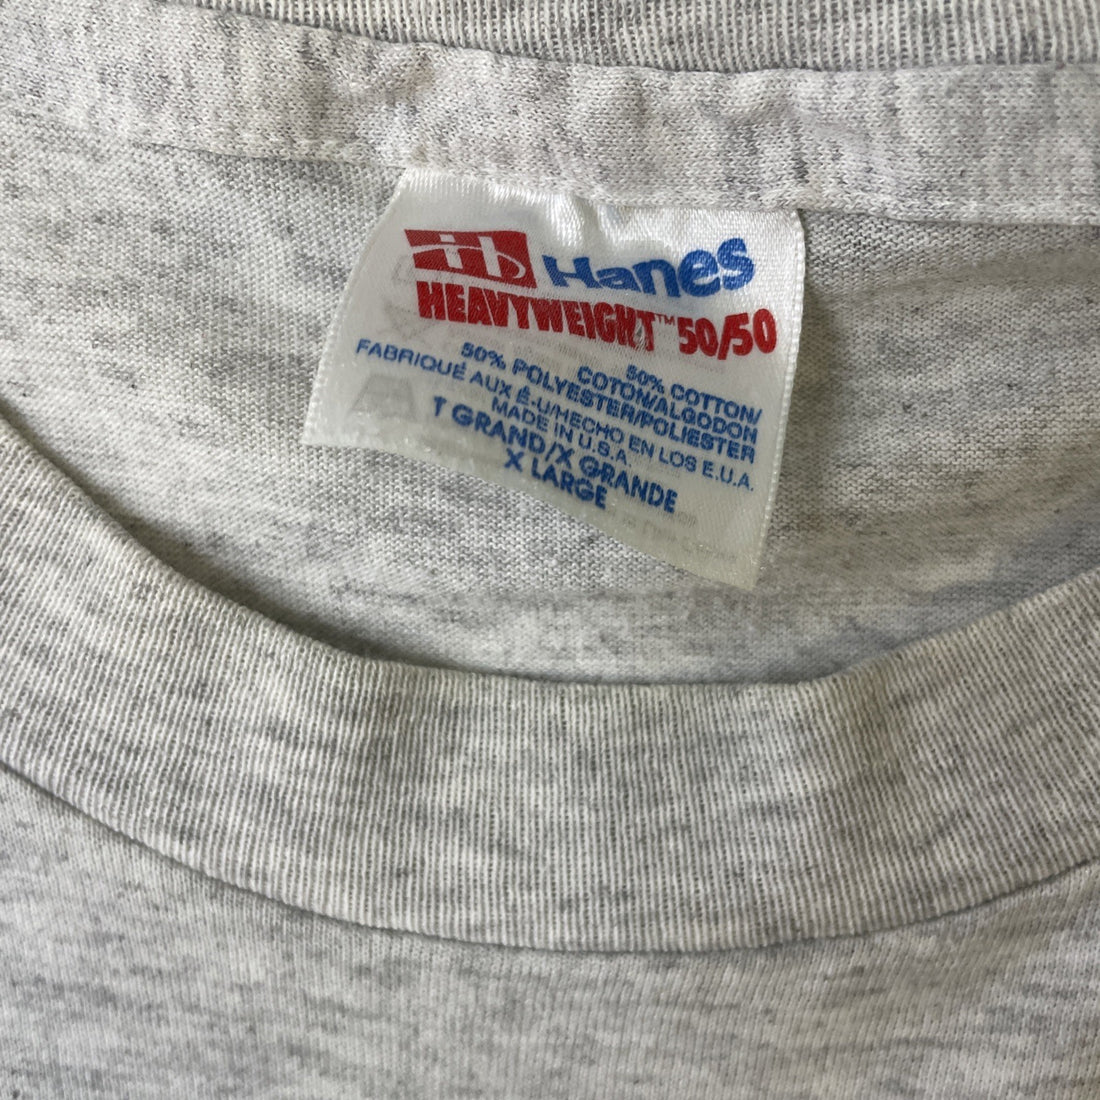 h Hanes
HEAVYWEIGHT™ 50/50
50% COTTON/
50% POLYESTER/POLIESTER
COTON/ALGODON
FABRIQUÉ AUX É-U/HECHO EN LOS E.U.A.
MADE IN U.S.A.
T GRAND/X GRANDE
X LARGE